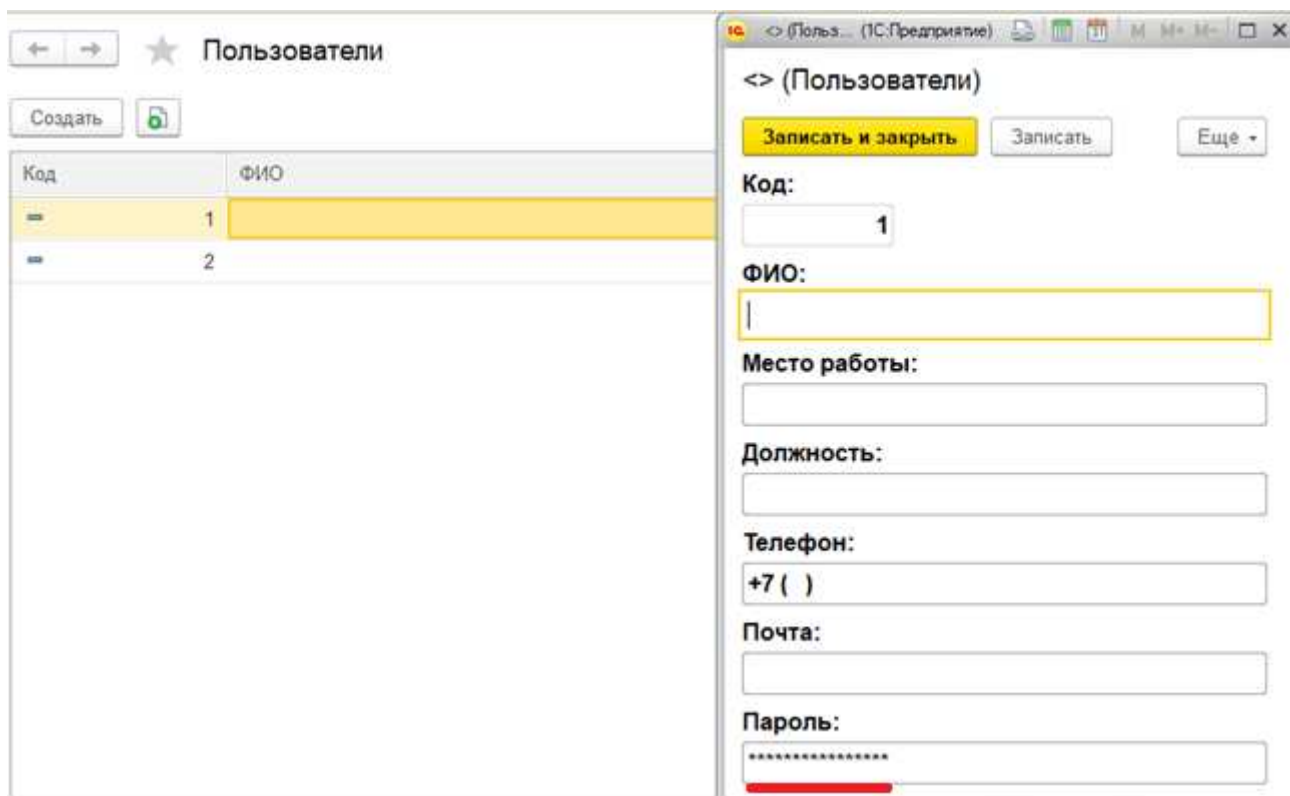 Пользователи
Создать
Код ФИО
1
2
<> (Польз... (1С:Предприятие) M M+ M-
<> (Пользователи)
Записать и закрыть Записать Еще
Код:
1
ФИО:
Место работы:
Должность:
Телефон:
+7 ( )
Почта:
Пароль:
****************